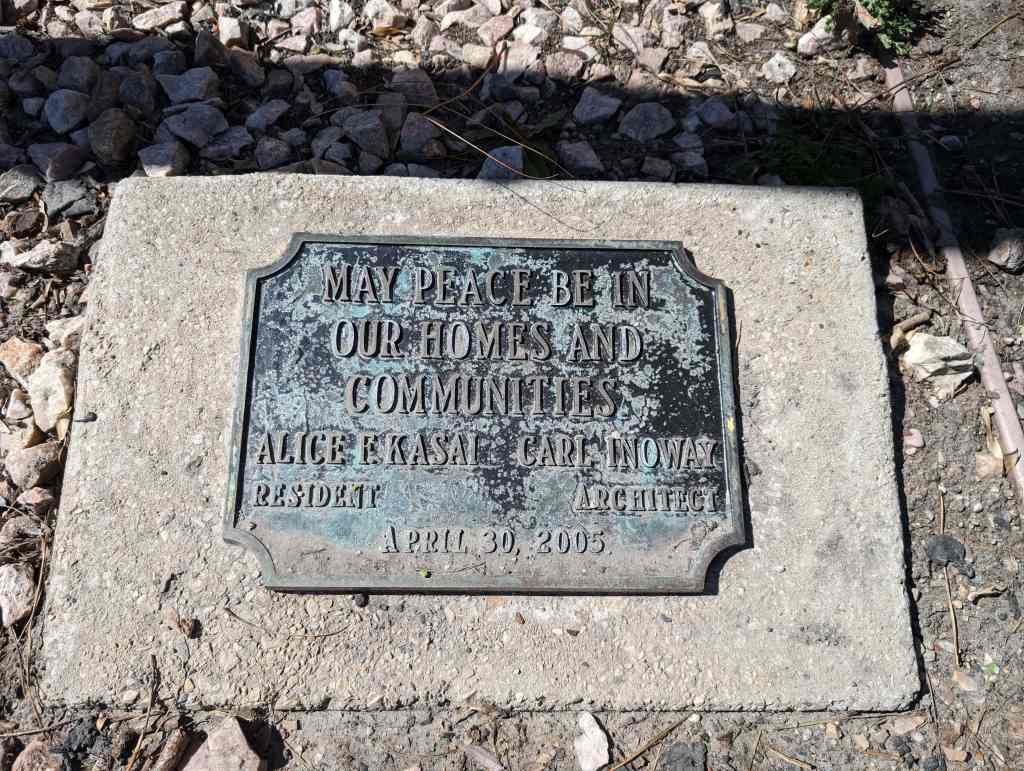 MAY PEACE BE IN
OUR HOMES AND
COMMUNITIES
ALICE F. KASAI CARL INOWAY
RESIDENT ARCHITECT
APRIL 30, 2005